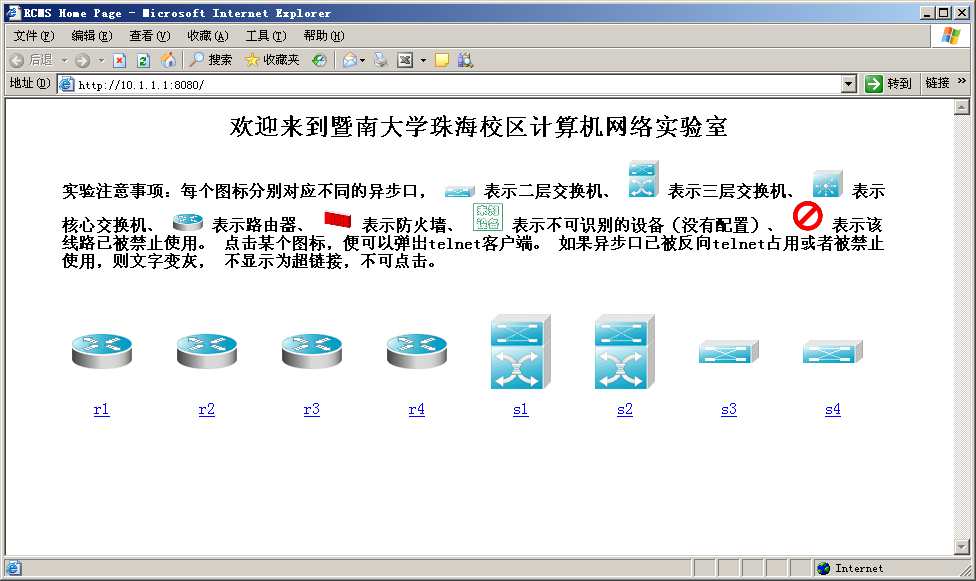 RCMS Home Page - Microsoft Internet Explorer
文件(F) 编辑(E) 查看(V) 收藏(A) 工具(T) 帮助(H)
后退 搜索 收藏夹
地址(D) http://10.1.1.1:8080/ 转到 链接 »
欢迎来到暨南大学珠海校区计算机网络实验室
实验注意事项：每个图标分别对应不同的异步口， 表示二层交换机、 表示三层交换机、 表示
核心交换机、 表示路由器、 表示防火墙、 未知设备 表示不可识别的设备（没有配置）、 表示该
线路已被禁止使用。 点击某个图标，便可以弹出telnet客户端。 如果异步口已被反向telnet占用或者被禁止
使用，则文字变灰， 不显示为超链接，不可点击。
r1 r2 r3 r4 s1 s2 s3 s4
Internet